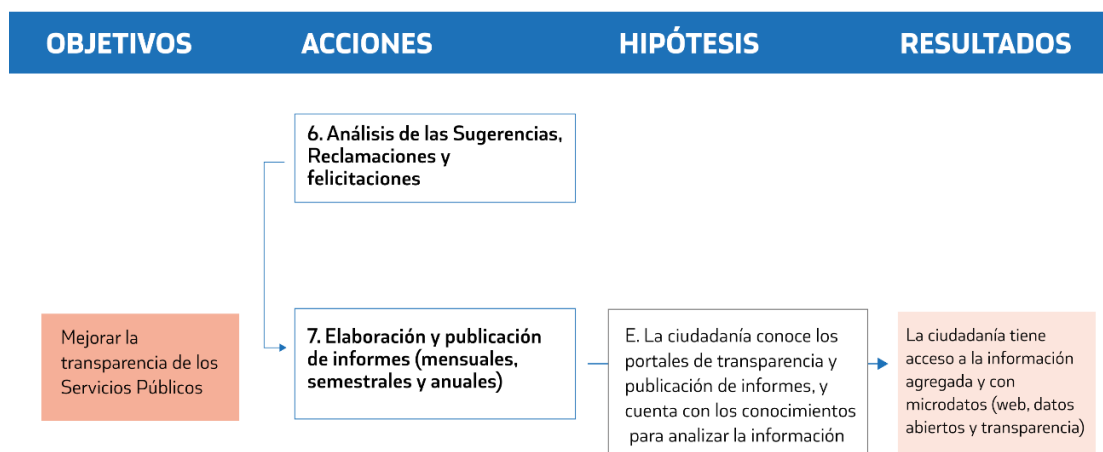 OBJETIVOS ACCIONES HIPÓTESIS RESULTADOS
6. Análisis de las Sugerencias,
Reclamaciones y
felicitaciones
Mejorar la
transparencia de los
Servicios Públicos
7. Elaboración y publicación
de informes (mensuales,
semestrales y anuales)
E. La ciudadanía conoce los
portales de transparencia y
publicación de informes, y
cuenta con los conocimientos
para analizar la información
La ciudadanía tiene
acceso a la información
agregada y con
microdatos (web, datos
abiertos y transparencia)